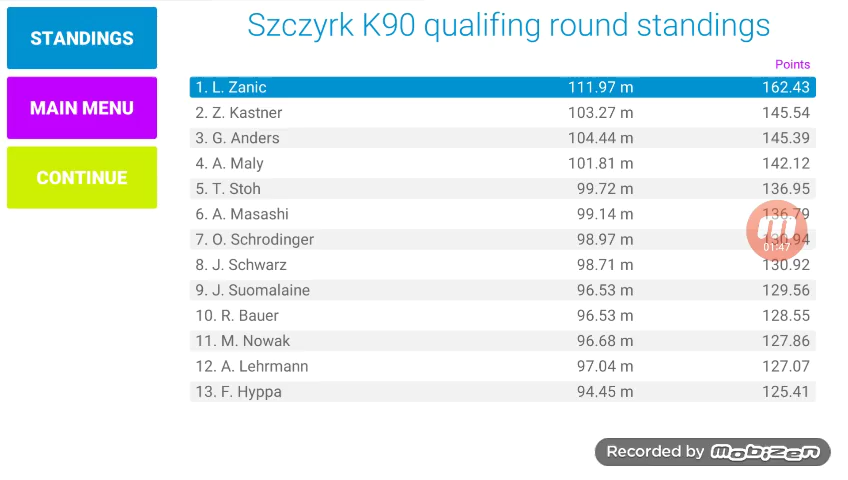 STANDINGS
MAIN MENU
CONTINUE
Szczyrk K90 qualifing round standings
Points
1. L. Zanic 111.97 m 162.43
2. Z. Kastner 103.27 m 145.54
3. G. Anders 104.44 m 145.39
4. A. Maly 101.81 m 142.12
5. T. Stoh 99.72 m 136.95
6. A. Masashi 99.14 m 136.79
7. O. Schrodinger 98.97 m 130.94
8. J. Schwarz 98.71 m 130.92
9. J. Suomalaine 96.53 m 129.56
10. R. Bauer 96.53 m 128.55
11. M. Nowak 96.68 m 127.86
12. A. Lehrmann 97.04 m 127.07
13. F. Hyppa 94.45 m 125.41
01:47
Recorded by mobizen